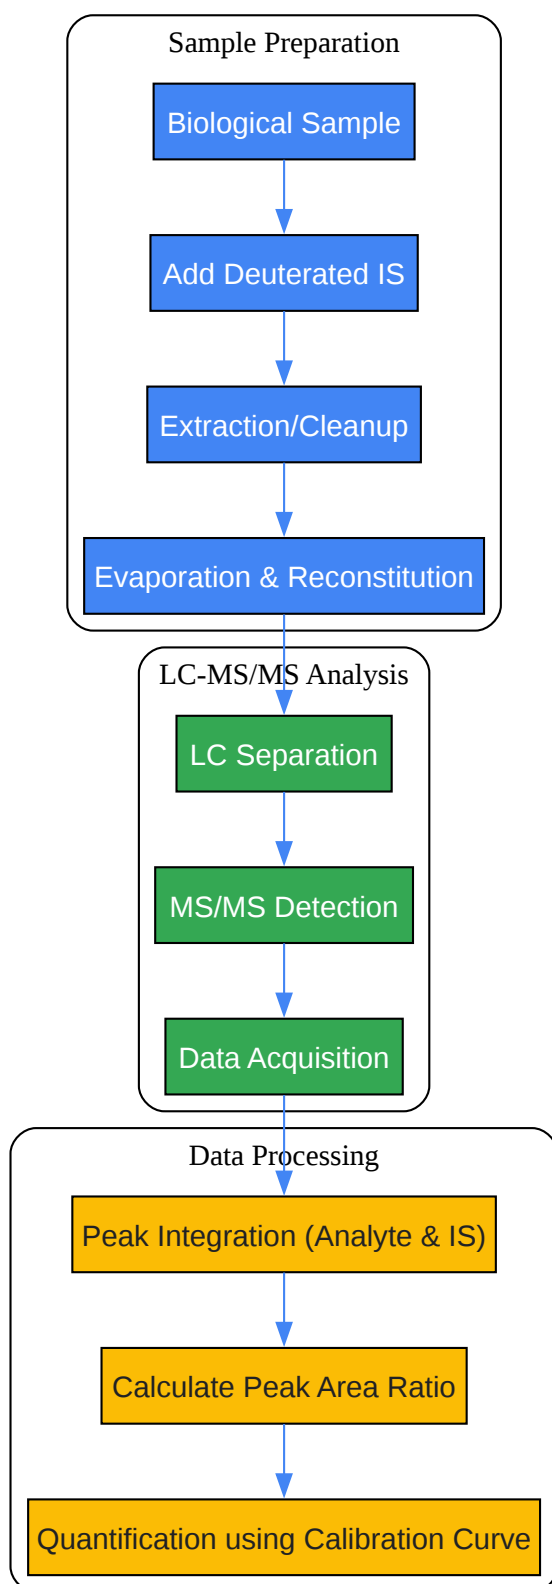 Sample Preparation
Biological Sample
Add Deuterated IS
Extraction/Cleanup
Evaporation & Reconstitution
LC-MS/MS Analysis
LC Separation
MS/MS Detection
Data Acquisition
Data Processing
Peak Integration (Analyte & IS)
Calculate Peak Area Ratio
Quantification using Calibration Curve